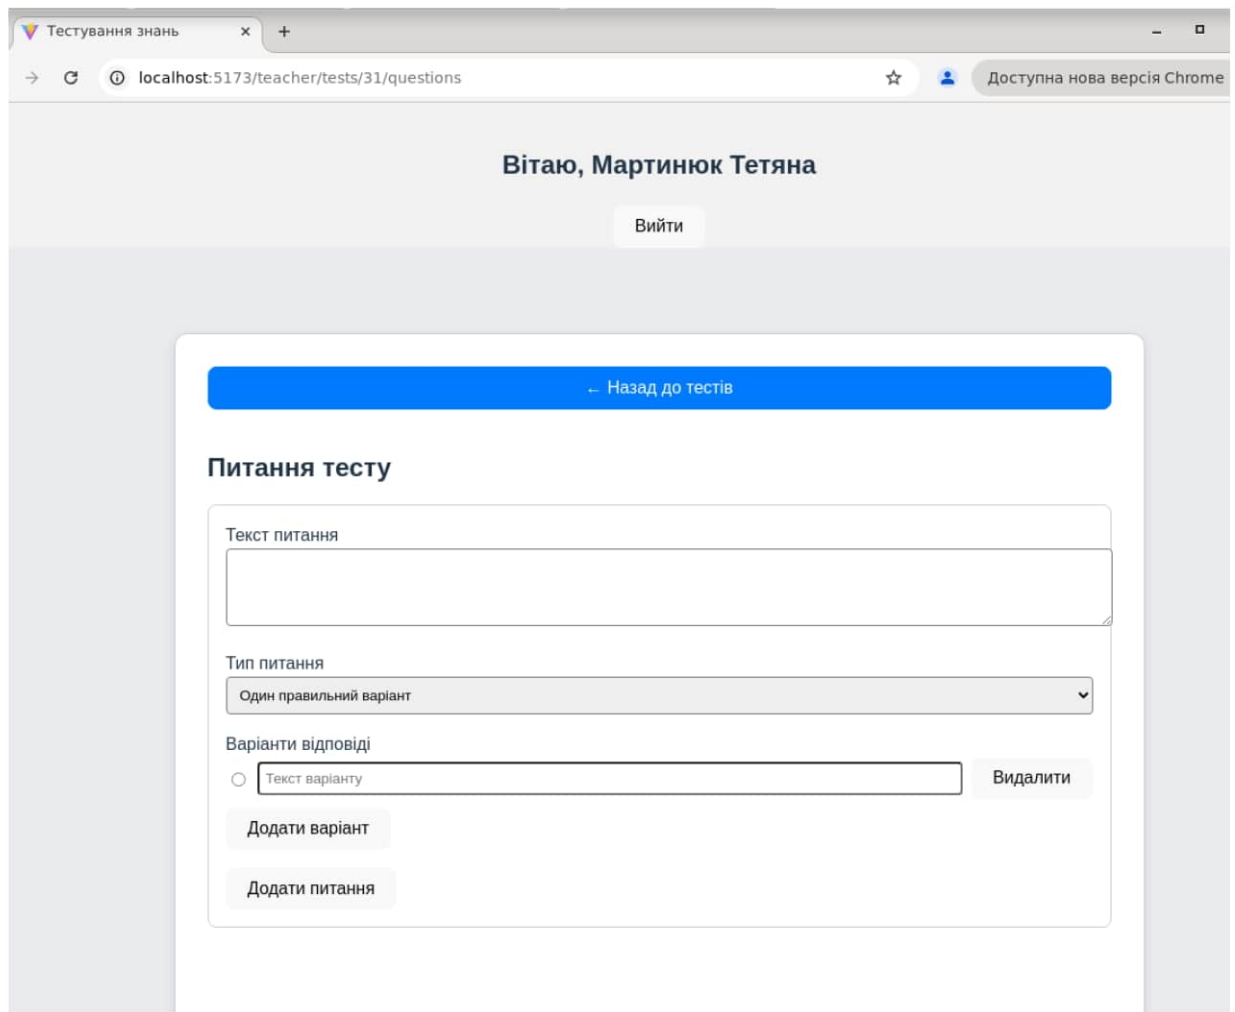 Тестування знань
localhost:5173/teacher/tests/31/questions
Доступна нова версія Chrome
Вітаю, Мартинюк Тетяна
Вийти
← Назад до тестів
Питання тесту
Текст питання
Тип питання
Один правильний варіант
Варіанти відповіді
Текст варіанту
Видалити
Додати варіант
Додати питання